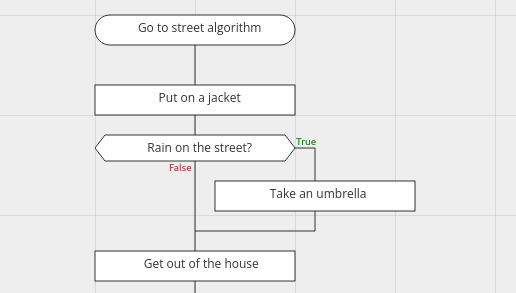 Go to street algorithm
Put on a jacket
Rain on the street?
True
False
Take an umbrella
Get out of the house